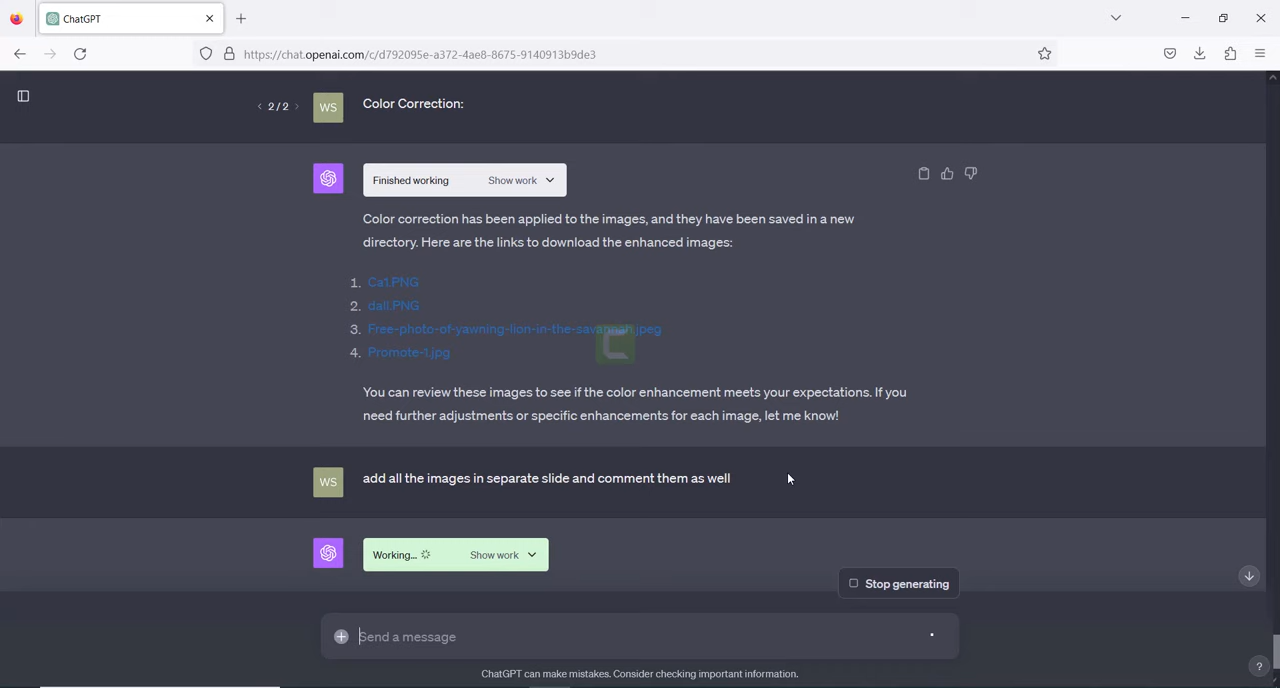 ChatGPT
https://chat.openai.com/c/d792095e-a372-4ae8-8675-9140913b9de3
2 / 2
WS
Color Correction:
Finished working
Show work
Color correction has been applied to the images, and they have been saved in a new
directory. Here are the links to download the enhanced images:
1. Ca1.PNG
2. dall.PNG
3. Free-photo-of-yawning-lion-in-the-savannah.jpeg
4. Promote-1.jpg
You can review these images to see if the color enhancement meets your expectations. If you
need further adjustments or specific enhancements for each image, let me know!
WS
add all the images in separate slide and comment them as well
Working...
Show work
Stop generating
Send a message
ChatGPT can make mistakes. Consider checking important information.
?